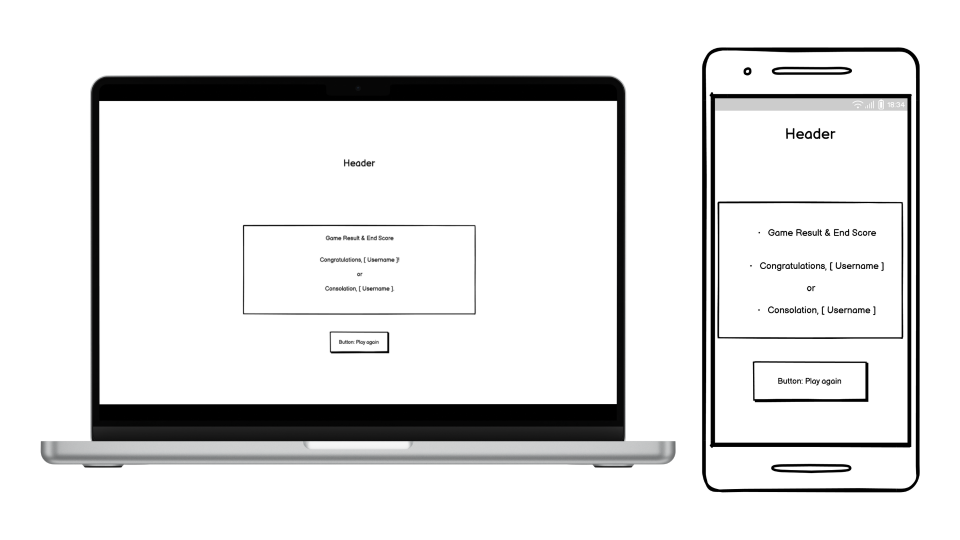 Header
Game Result & End Score
Congratulations, [ Username ]!
or
Consolation, [ Username ].
Button: Play again
18:34
Header
· Game Result & End Score
· Congratulations, [ Username ]
or
· Consolation, [ Username ]
Button: Play again